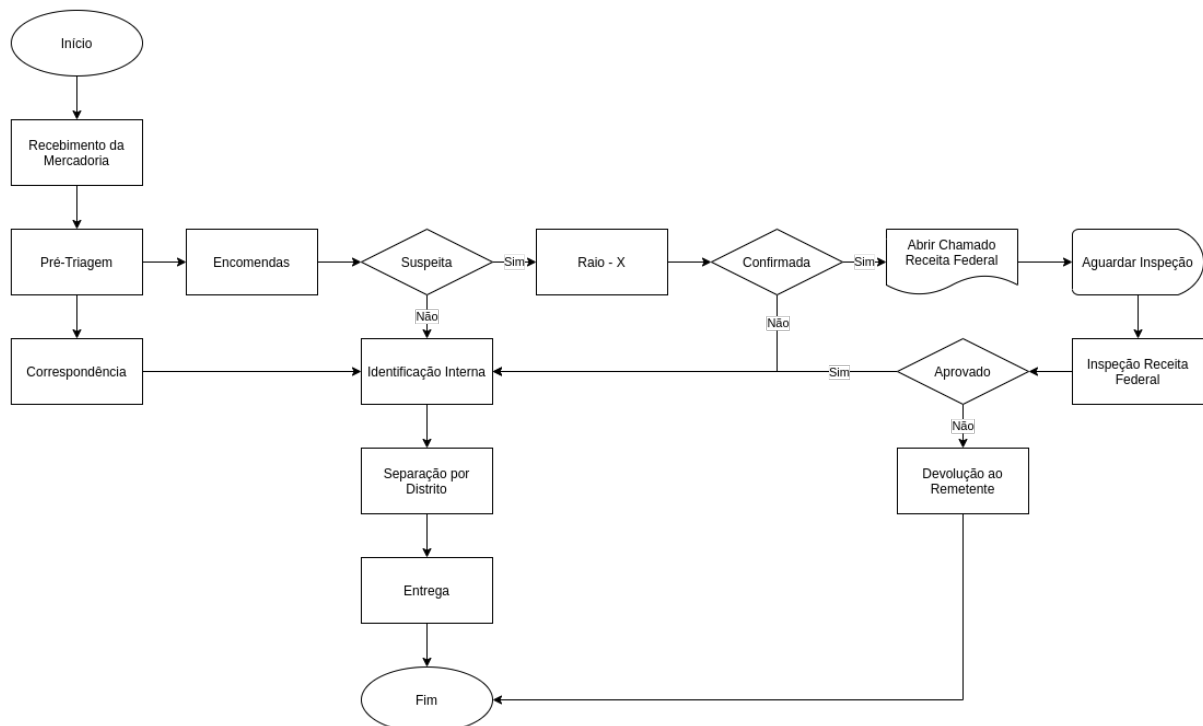 Início
Recebimento da
Mercadoria
Pré-Triagem
Encomendas
Suspeita
Sim
Raio - X
Confirmada
Sim
Abrir Chamado
Receita Federal
Aguardar Inspeção
Não
Não
Correspondência
Identificação Interna
Sim
Aprovado
Inspeção Receita
Federal
Não
Separação por
Distrito
Devolução ao
Remetente
Entrega
Fim